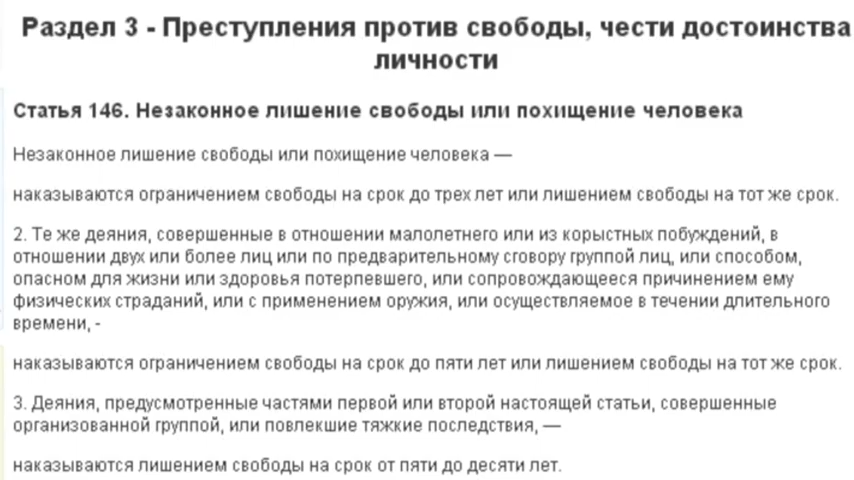 Раздел 3 - Преступления против свободы, чести достоинства
личности
Статья 146. Незаконное лишение свободы или похищение человека
Незаконное лишение свободы или похищение человека —
наказываются ограничением свободы на срок до трех лет или лишением свободы на тот же срок.
2. Те же деяния, совершенные в отношении малолетнего или из корыстных побуждений, в
отношении двух или более лиц или по предварительному сговору группой лиц, или способом,
опасном для жизни или здоровья потерпевшего, или сопровождающееся причинением ему
физических страданий, или с применением оружия, или осуществляемое в течении длительного
времени, -
наказываются ограничением свободы на срок до пяти лет или лишением свободы на тот же срок.
3. Деяния, предусмотренные частями первой или второй настоящей статьи, совершенные
организованной группой, или повлекшие тяжкие последствия, —
наказываются лишением свободы на срок от пяти до десяти лет.